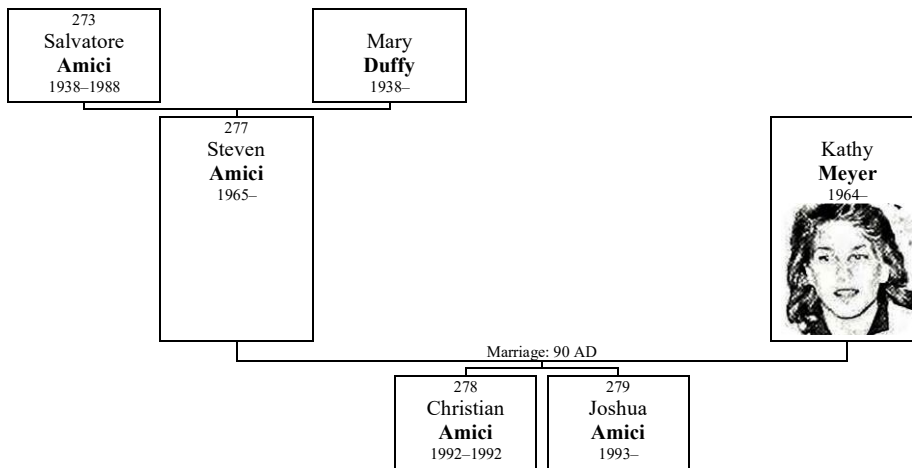 273
Salvatore
Amici
1938–1988
Mary
Duffy
1938–
277
Steven
Amici
1965–
Kathy
Meyer
1964–
Marriage: 90 AD
278
Christian
Amici
1992–1992
279
Joshua
Amici
1993–